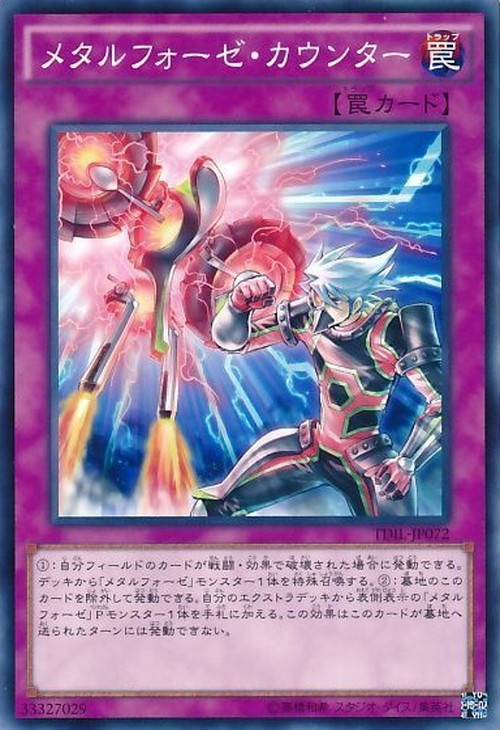 メタルフォーゼ・カウンター 罠
トラップ
【罠カード】
トラップ
TDIL-JP072
①:自分フィールドのカードが戦闘・効果で破壊された場合に発動できる。
デッキから「メタルフォーゼ」モンスター1体を特殊召喚する。②:墓地のこの
カードを除外して発動できる。自分のエクストラデッキから表側表示の「メタル
フォーゼ」Pモンスター1体を手札に加える。この効果はこのカードが墓地へ
送られたターンには発動できない。
33327029
©高橋和希 スタジオ・ダイス/集英社